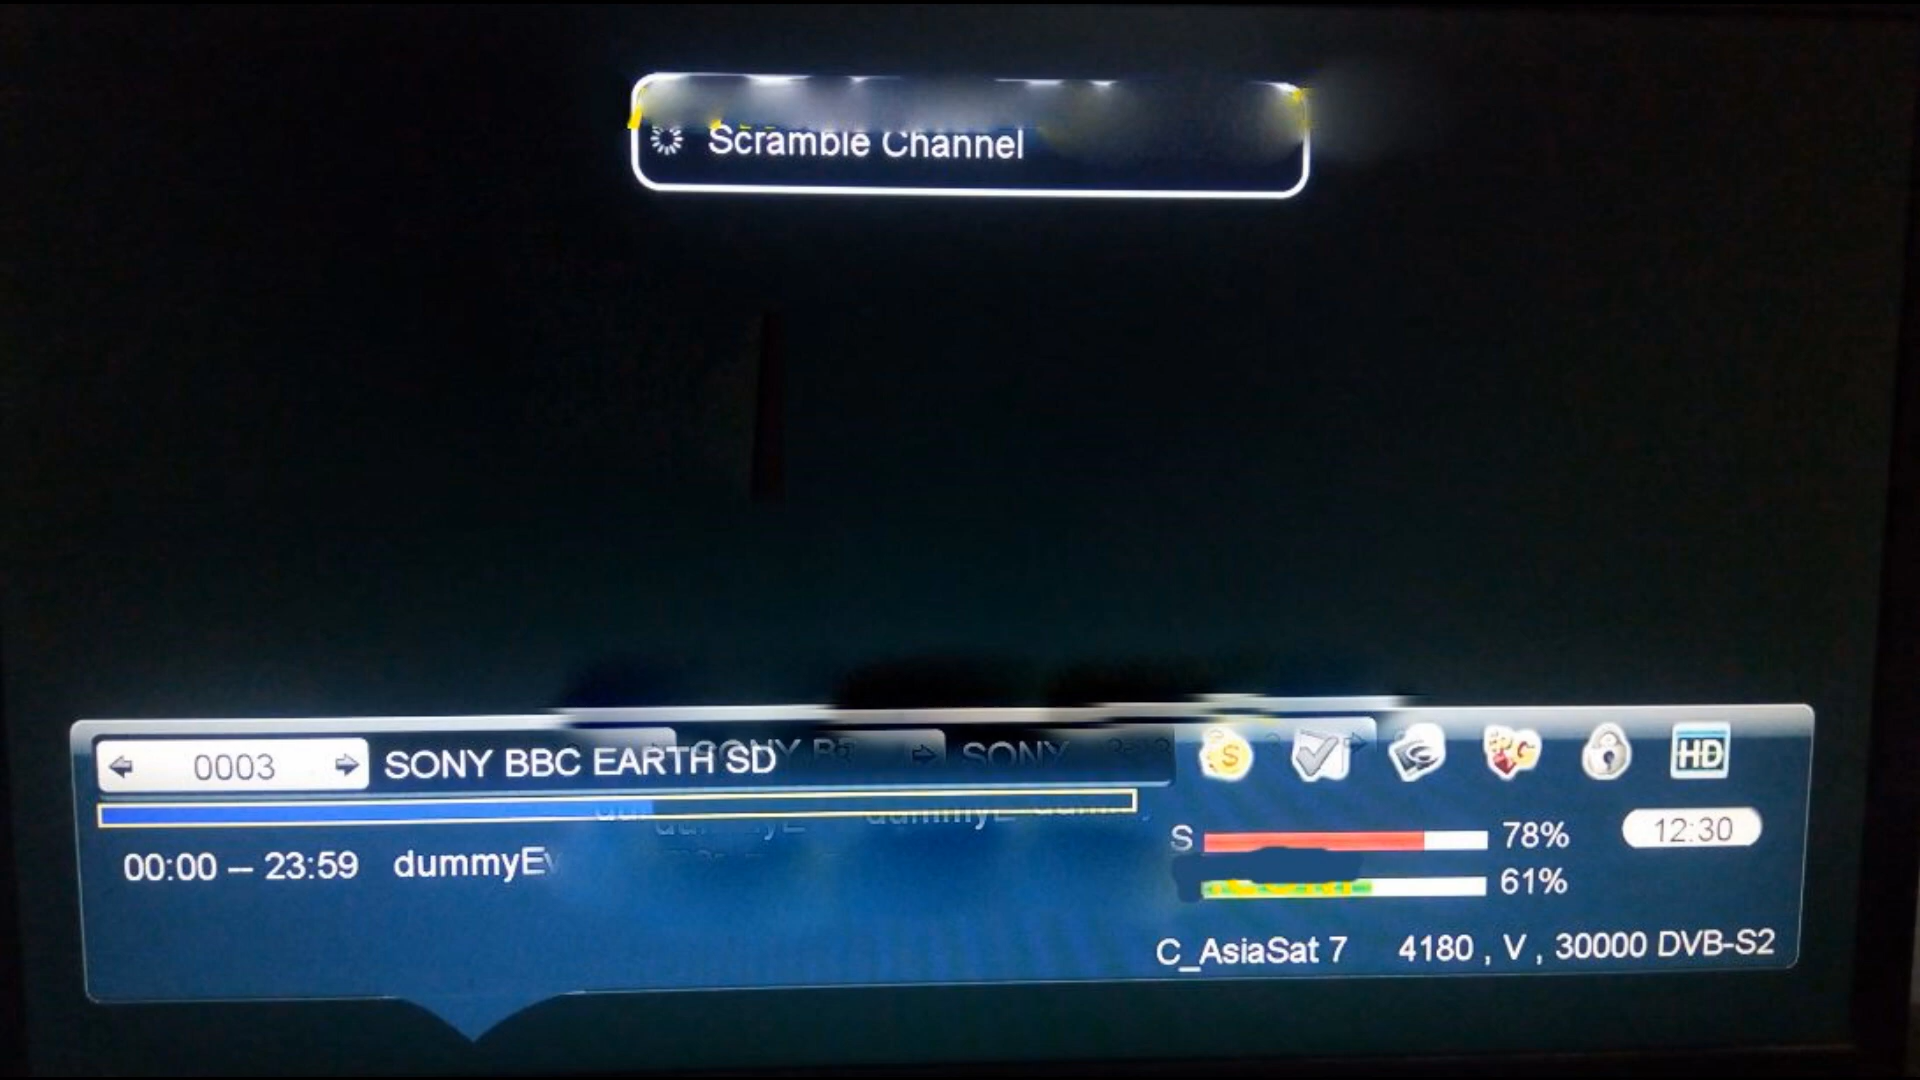 Scramble Channel
0003 SONY BBC EARTH SD
HD
S 78%
12:30
00:00 – 23:59 dummyEv
61%
C_AsiaSat 7 4180 , V , 30000 DVB-S2